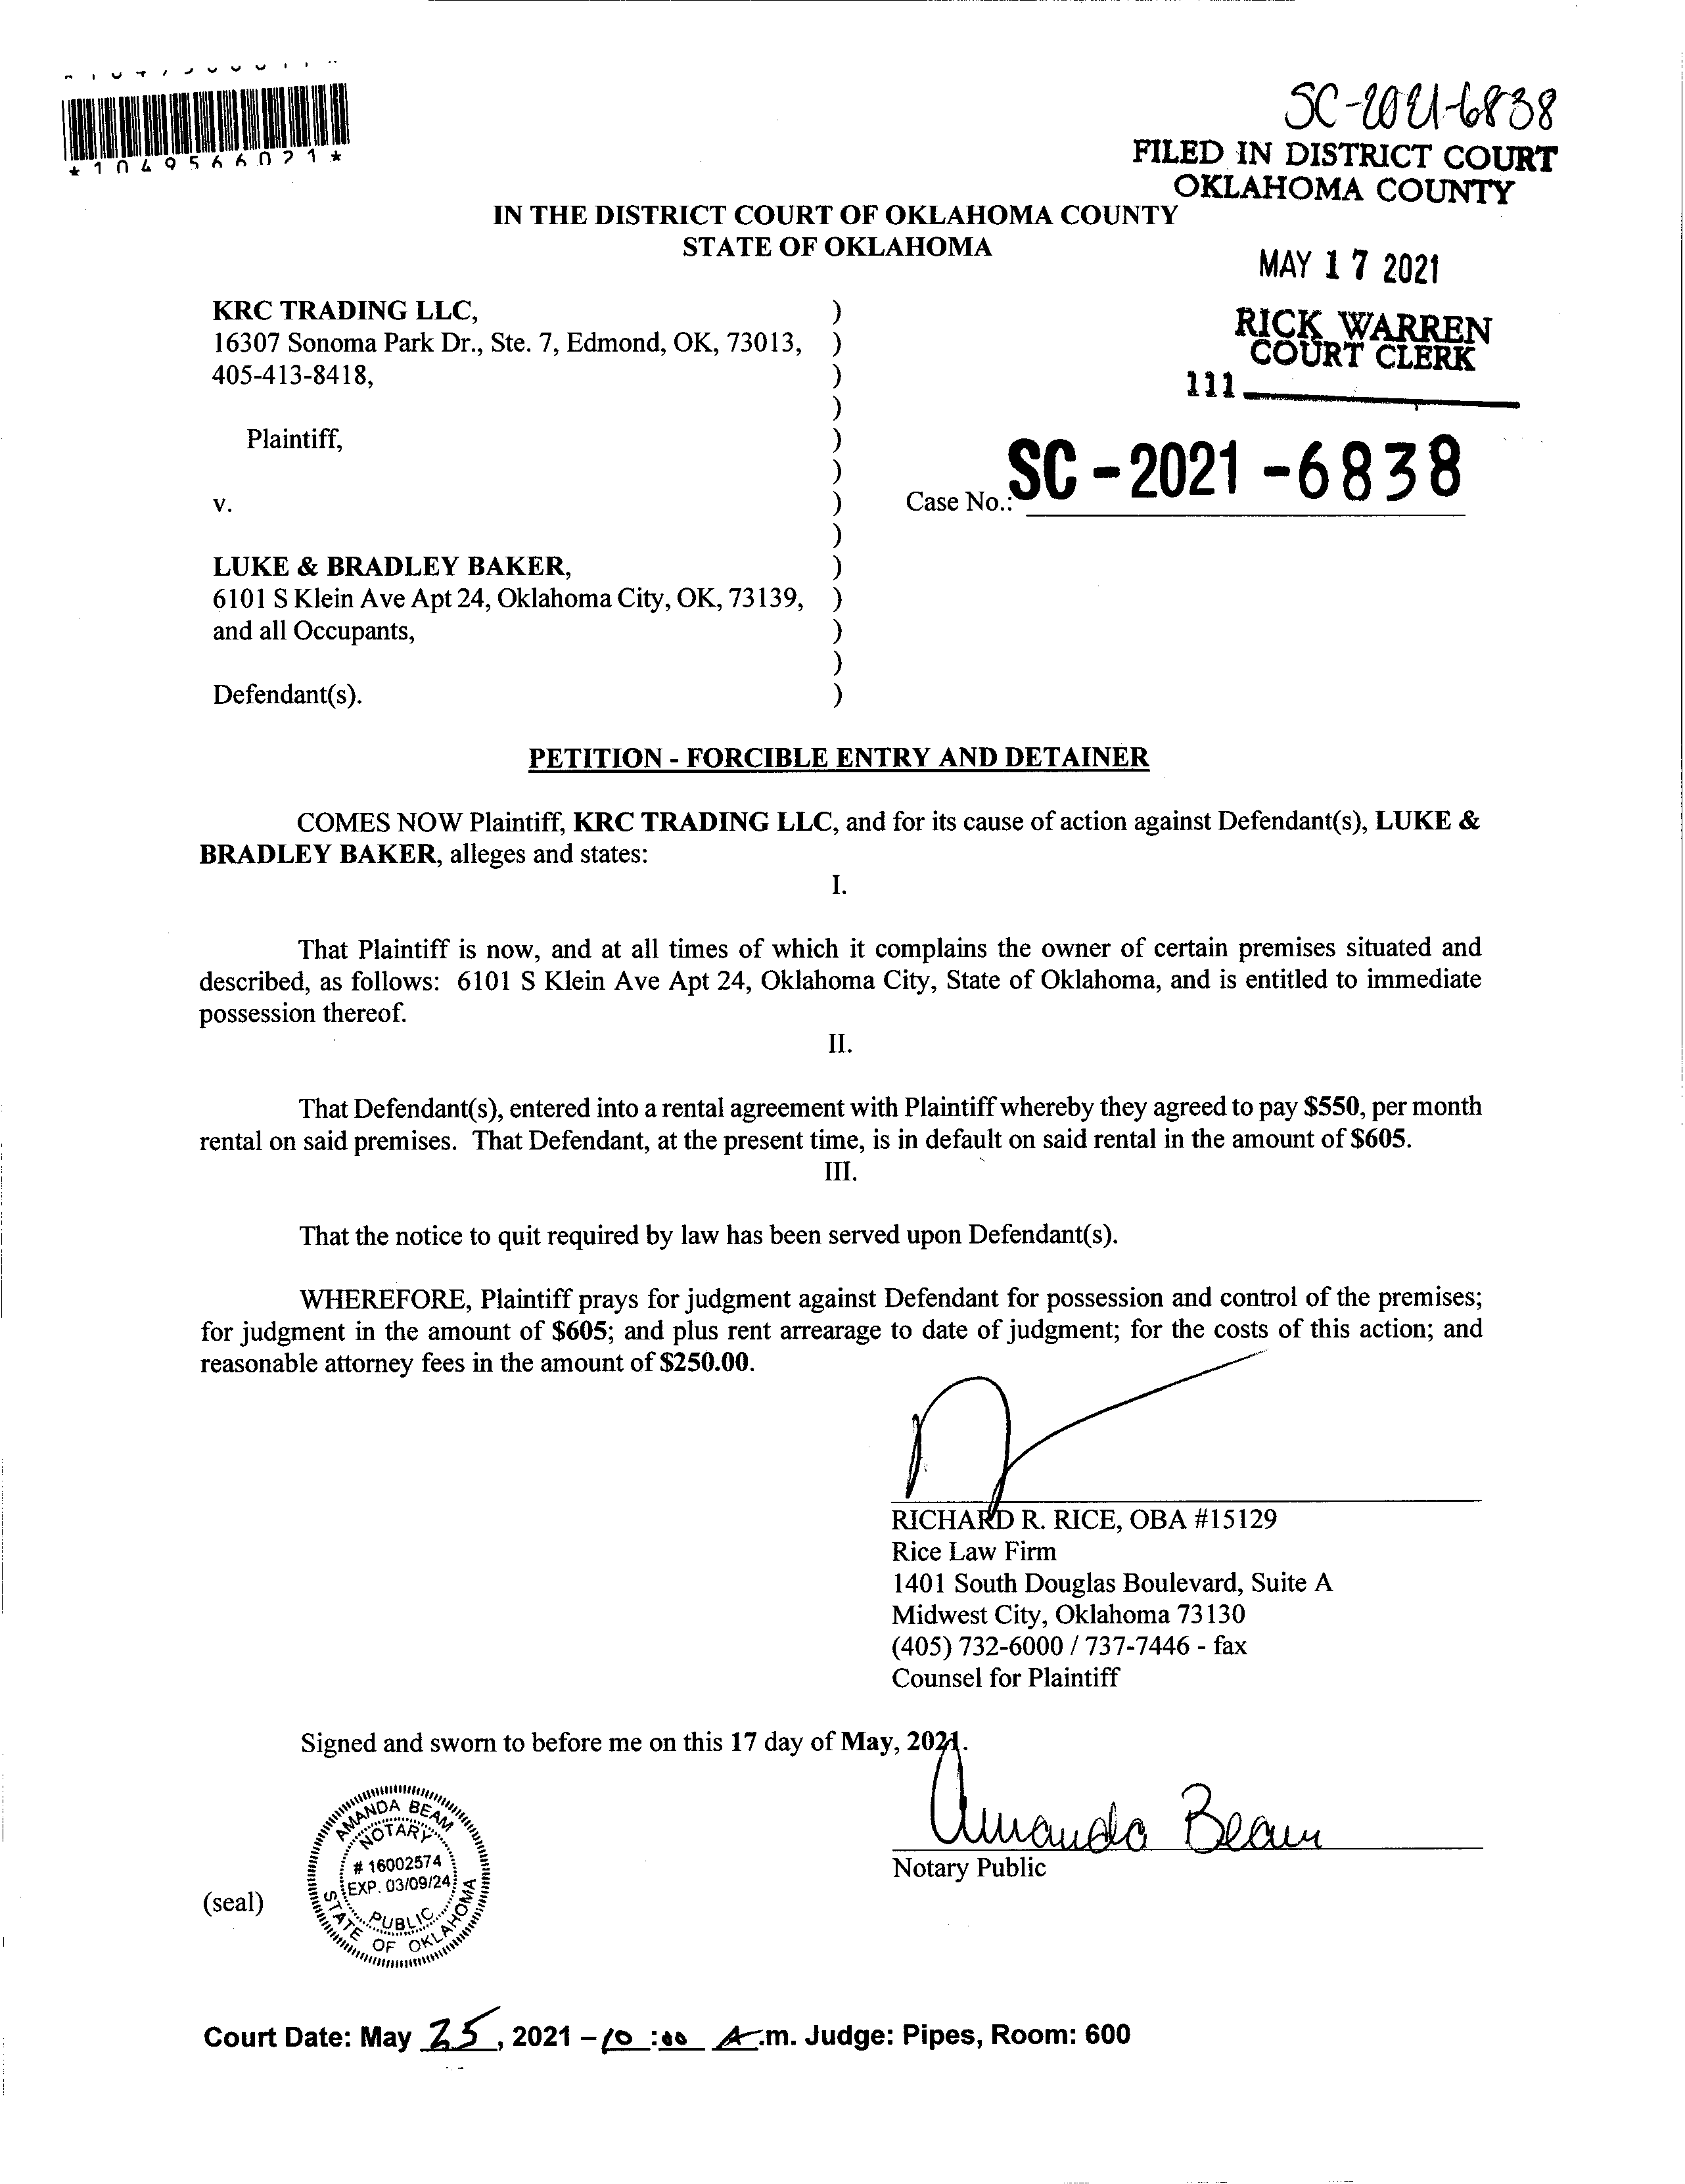 *1049566021*
SC-2021-6838
FILED IN DISTRICT COURT
OKLAHOMA COUNTY
IN THE DISTRICT COURT OF OKLAHOMA COUNTY
STATE OF OKLAHOMA
MAY 17 2021
RICK WARREN
COURT CLERK
111
KRC TRADING LLC, )
16307 Sonoma Park Dr., Ste. 7, Edmond, OK, 73013, )
405-413-8418, )
)
Plaintiff, )
)
v. ) Case No.: SC-2021-6838
)
LUKE & BRADLEY BAKER, )
6101 S Klein Ave Apt 24, Oklahoma City, OK, 73139, )
and all Occupants, )
)
Defendant(s). )
PETITION - FORCIBLE ENTRY AND DETAINER
COMES NOW Plaintiff, KRC TRADING LLC, and for its cause of action against Defendant(s), LUKE &
BRADLEY BAKER, alleges and states:
I.
That Plaintiff is now, and at all times of which it complains the owner of certain premises situated and
described, as follows: 6101 S Klein Ave Apt 24, Oklahoma City, State of Oklahoma, and is entitled to immediate
possession thereof.
II.
That Defendant(s), entered into a rental agreement with Plaintiff whereby they agreed to pay $550, per month
rental on said premises. That Defendant, at the present time, is in default on said rental in the amount of $605.
III.
That the notice to quit required by law has been served upon Defendant(s).
WHEREFORE, Plaintiff prays for judgment against Defendant for possession and control of the premises;
for judgment in the amount of $605; and plus rent arrearage to date of judgment; for the costs of this action; and
reasonable attorney fees in the amount of $250.00.
RICHARD R. RICE, OBA #15129
Rice Law Firm
1401 South Douglas Boulevard, Suite A
Midwest City, Oklahoma 73130
(405) 732-6000 / 737-7446 - fax
Counsel for Plaintiff
Signed and sworn to before me on this 17 day of May, 2021.
Amanda Beam
Notary Public
(seal)
AMANDA BEAM
NOTARY
# 16002574
EXP. 03/09/24
PUBLIC
STATE OF OKLAHOMA
Court Date: May 25, 2021 – 10:00 A.m. Judge: Pipes, Room: 600